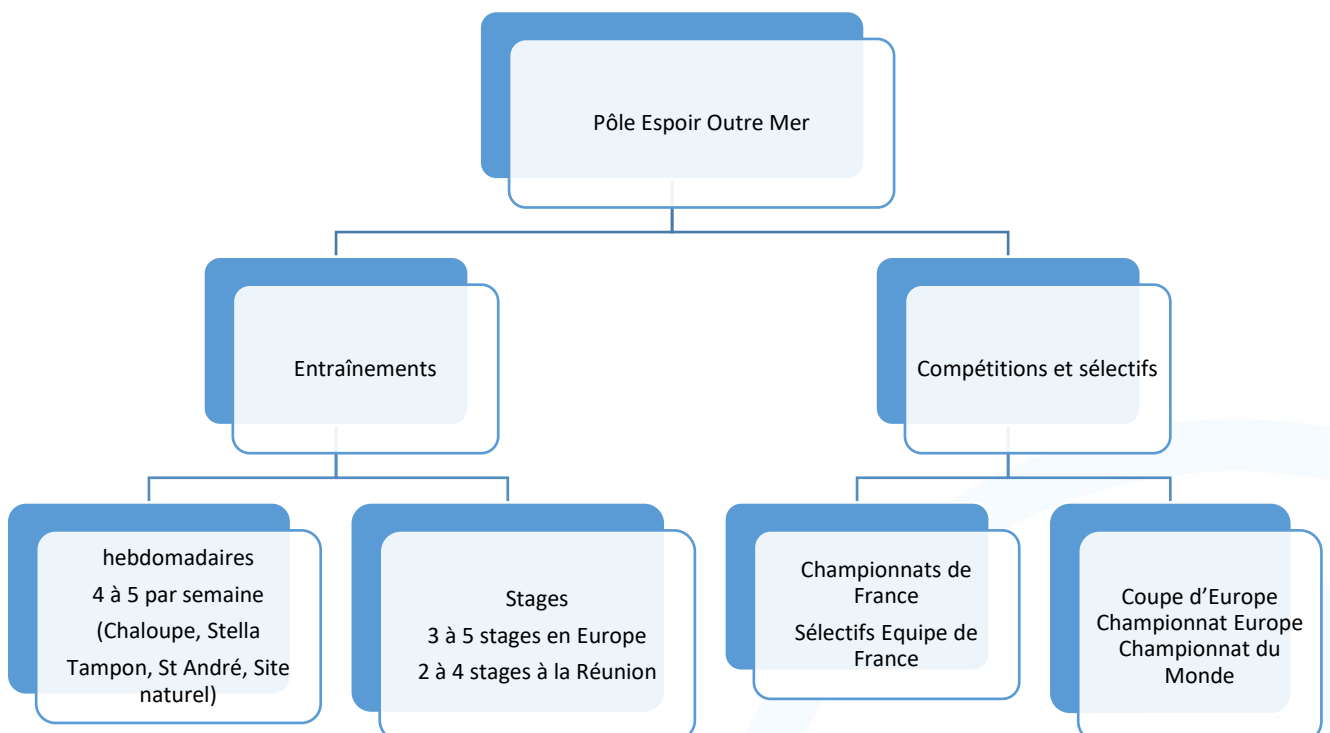 Pôle Espoir Outre Mer
Entraînements
Compétitions et sélectifs
hebdomadaires
4 à 5 par semaine
(Chaloupe, Stella
Tampon, St André, Site
naturel)
Stages
3 à 5 stages en Europe
2 à 4 stages à la Réunion
Championnats de
France
Sélectifs Equipe de
France
Coupe d’Europe
Championnat Europe
Championnat du
Monde